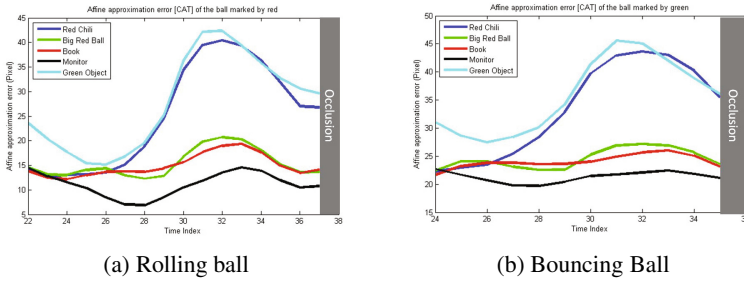 Affine approximation error [CAT] of the ball marked by red
Affine approximation error (Pixel)
45
40
35
30
25
20
15
10
5
22 24 26 28 30 32 34 36 38
Time Index
Red Chili
Big Red Ball
Book
Monitor
Green Object
Occlusion
(a) Rolling ball
Affine approximation error [CAT] of the ball marked by green
Affine approximation error (Pixel)
50
45
40
35
30
25
20
15
24 26 28 30 32 34
Time Index
Red Chili
Big Red Ball
Book
Monitor
Green Object
Occlusion
(b) Bouncing Ball